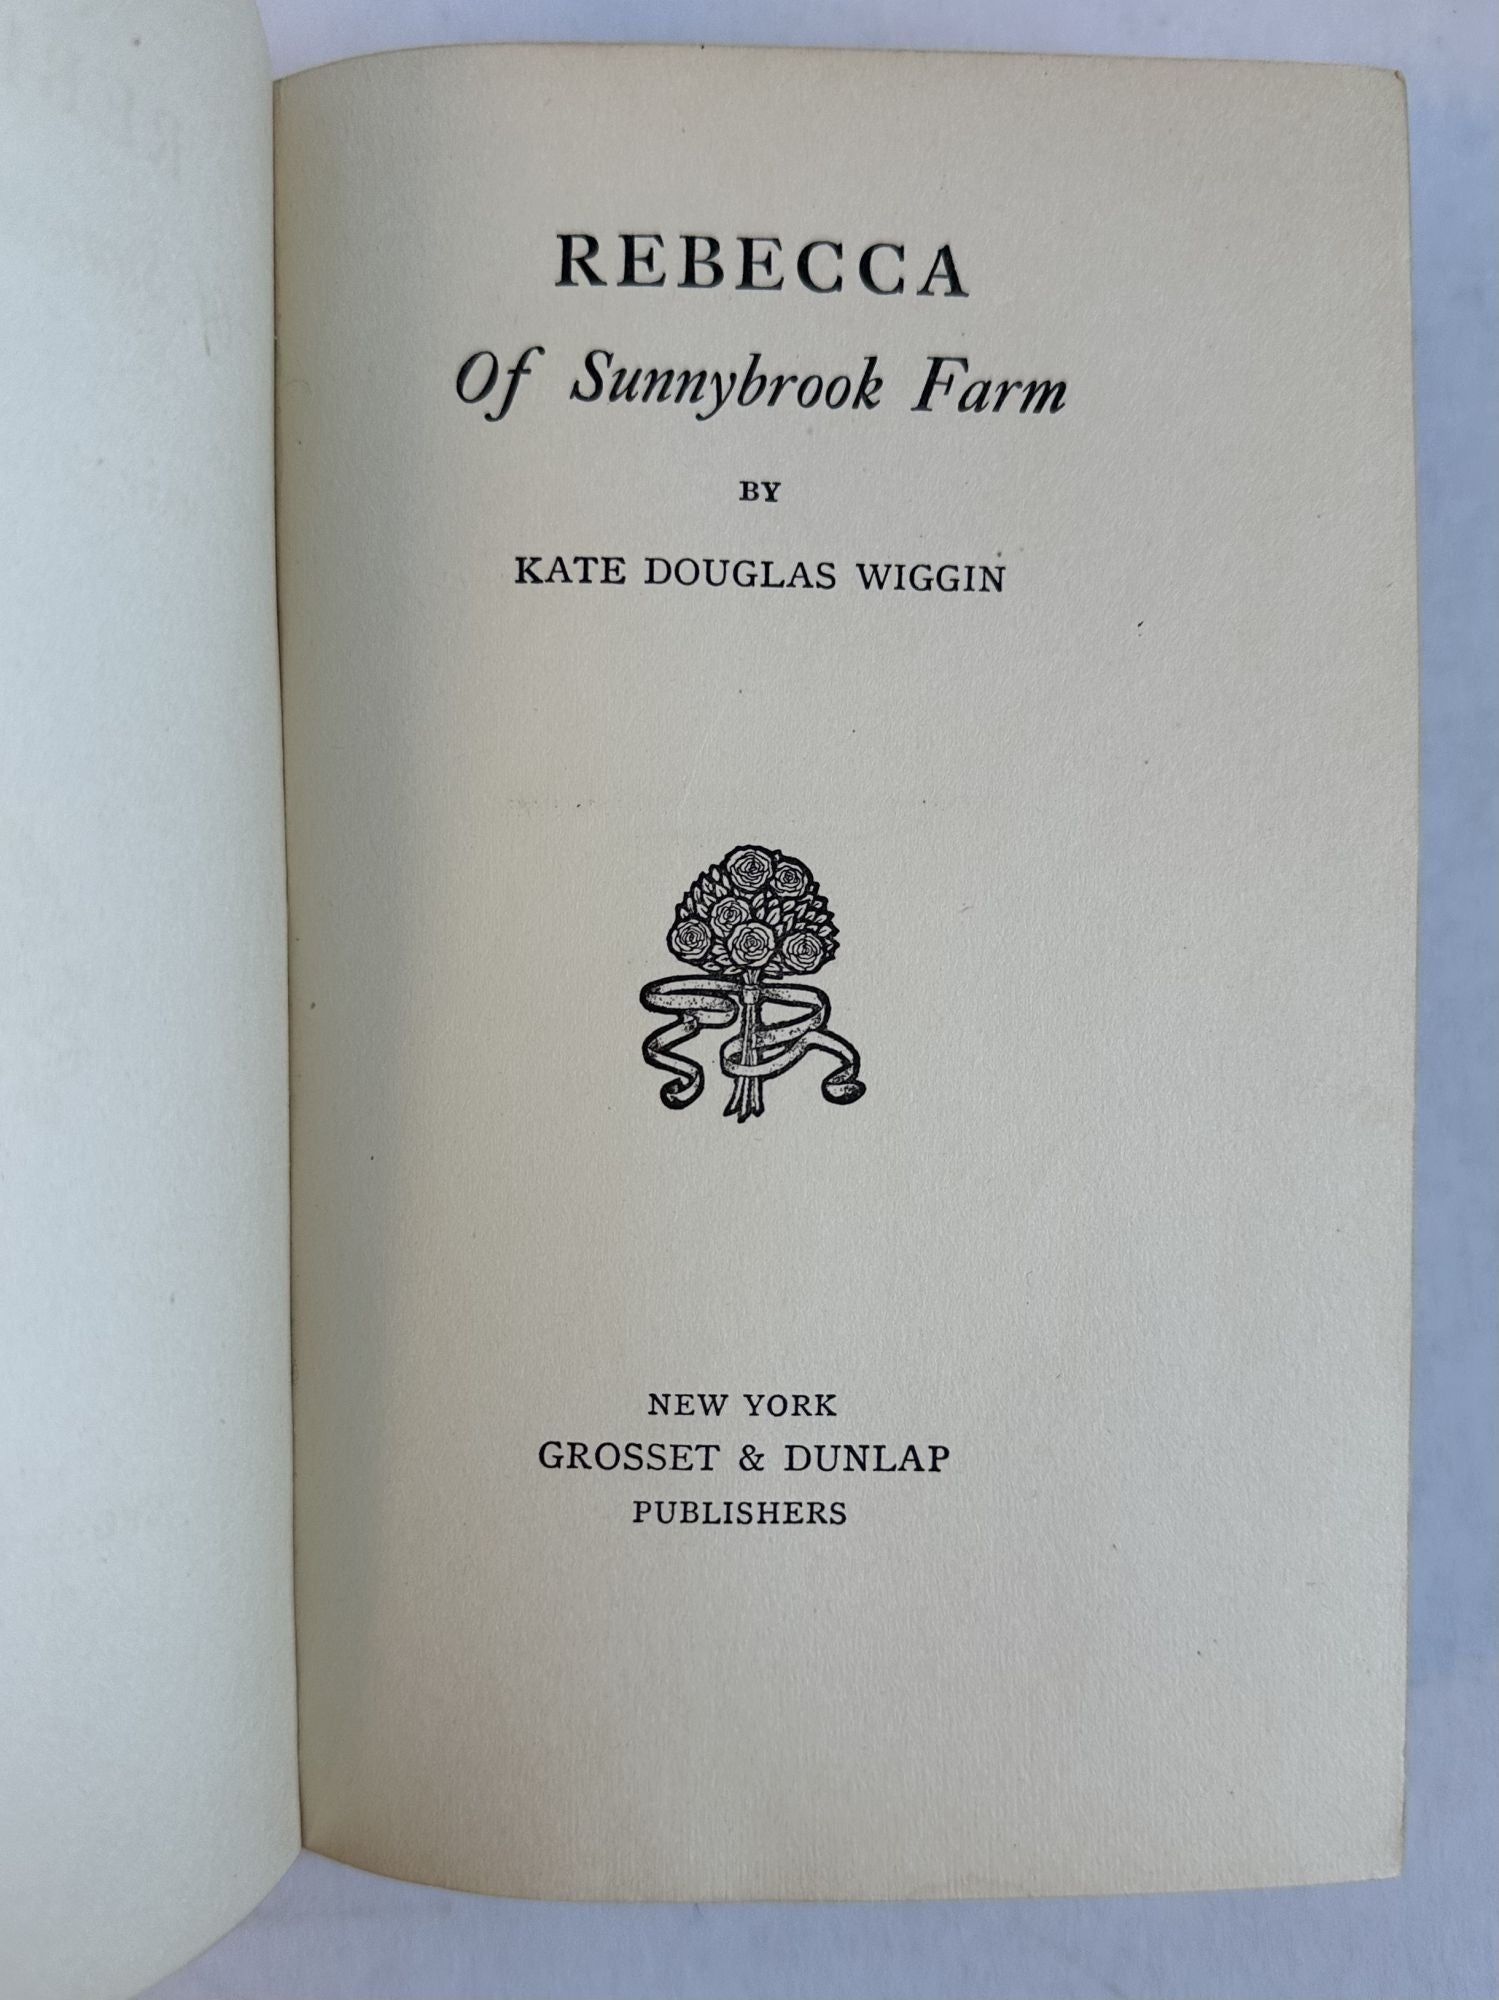 REBECCA
Of Sunnybrook Farm
BY
KATE DOUGLAS WIGGIN
NEW YORK
GROSSET & DUNLAP
PUBLISHERS